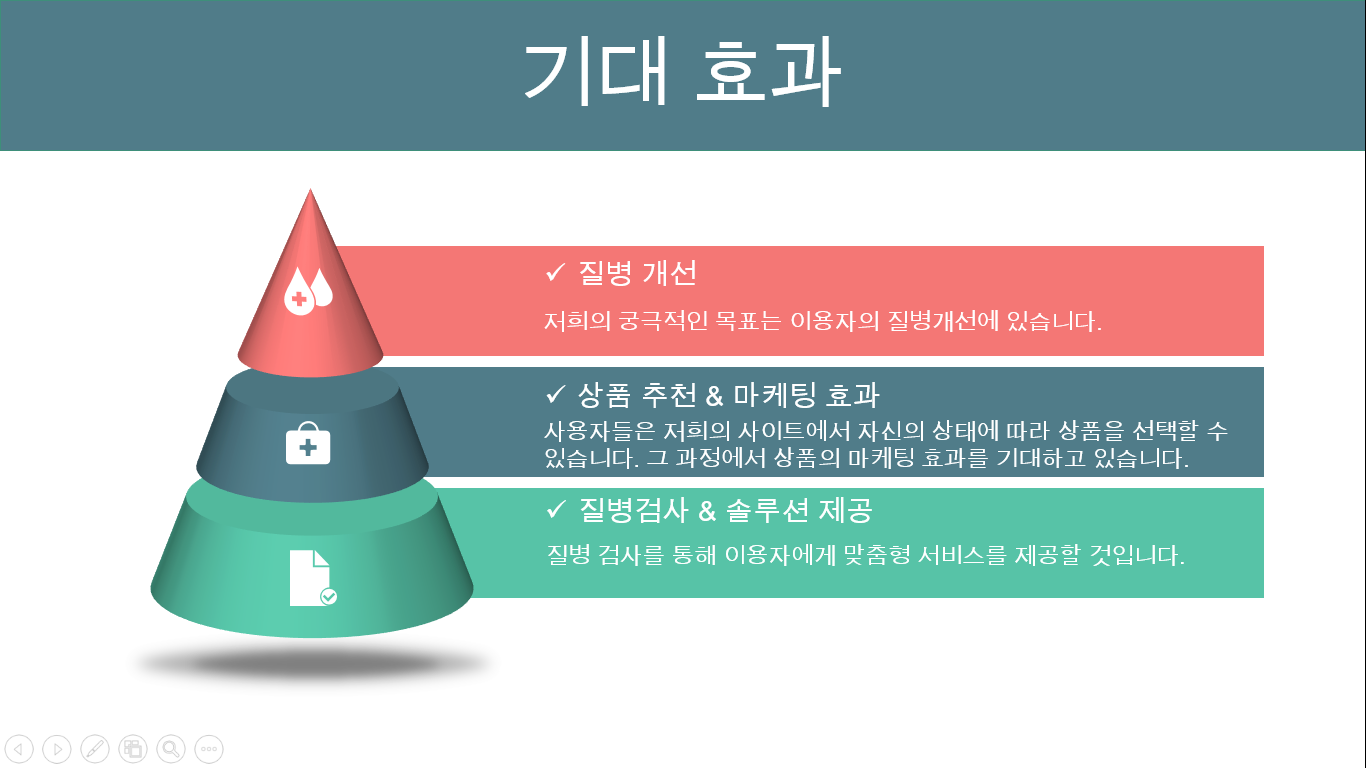 기대 효과
✓ 질병 개선
저희의 궁극적인 목표는 이용자의 질병개선에 있습니다.
✓ 상품 추천 & 마케팅 효과
사용자들은 저희의 사이트에서 자신의 상태에 따라 상품을 선택할 수
있습니다. 그 과정에서 상품의 마케팅 효과를 기대하고 있습니다.
✓ 질병검사 & 솔루션 제공
질병 검사를 통해 이용자에게 맞춤형 서비스를 제공할 것입니다.